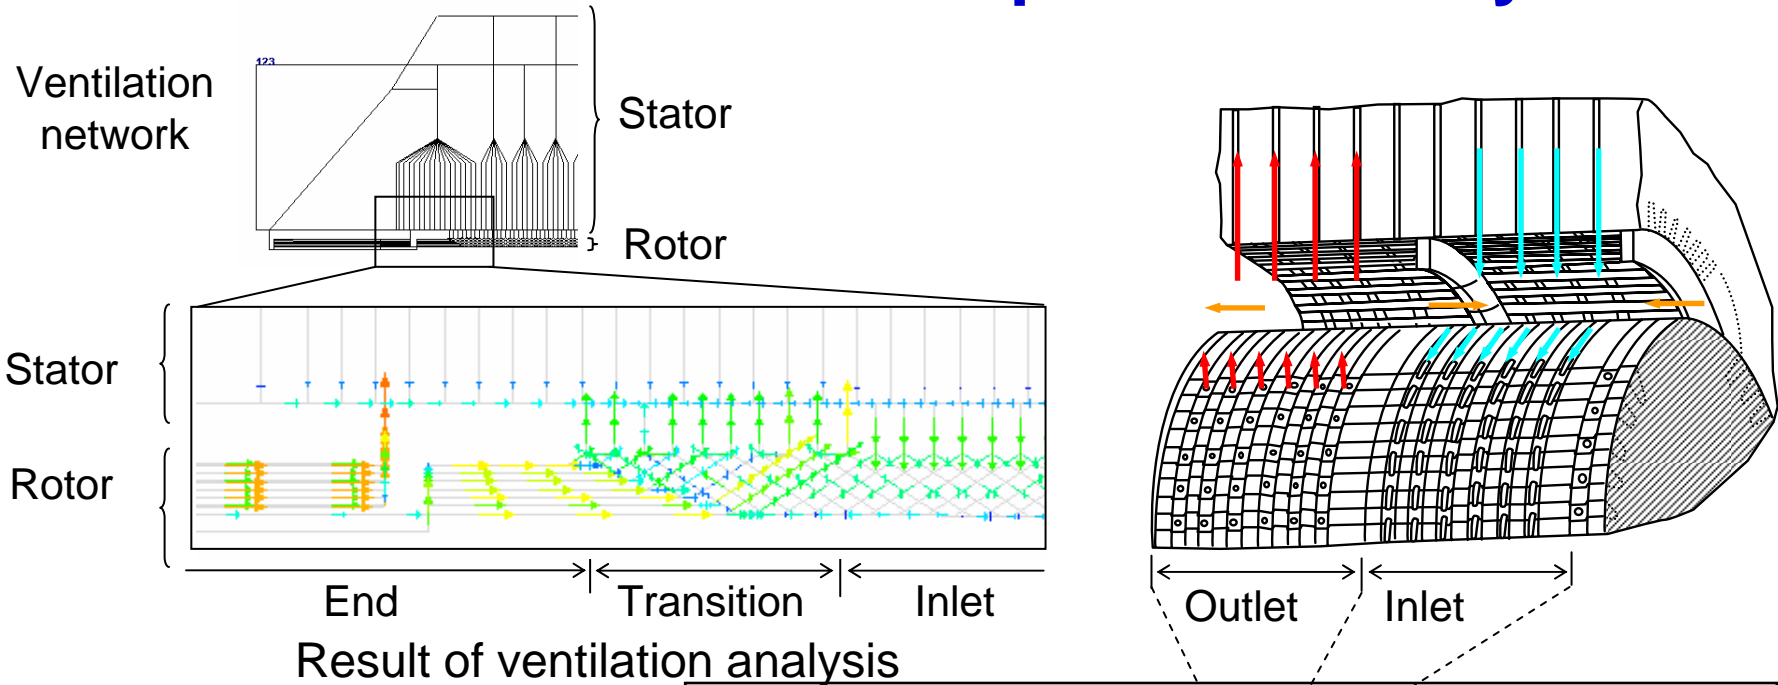 123
Ventilation
network
Stator
Rotor
Stator
Rotor
End
Transition
Inlet
Outlet
Inlet
Result of ventilation analysis